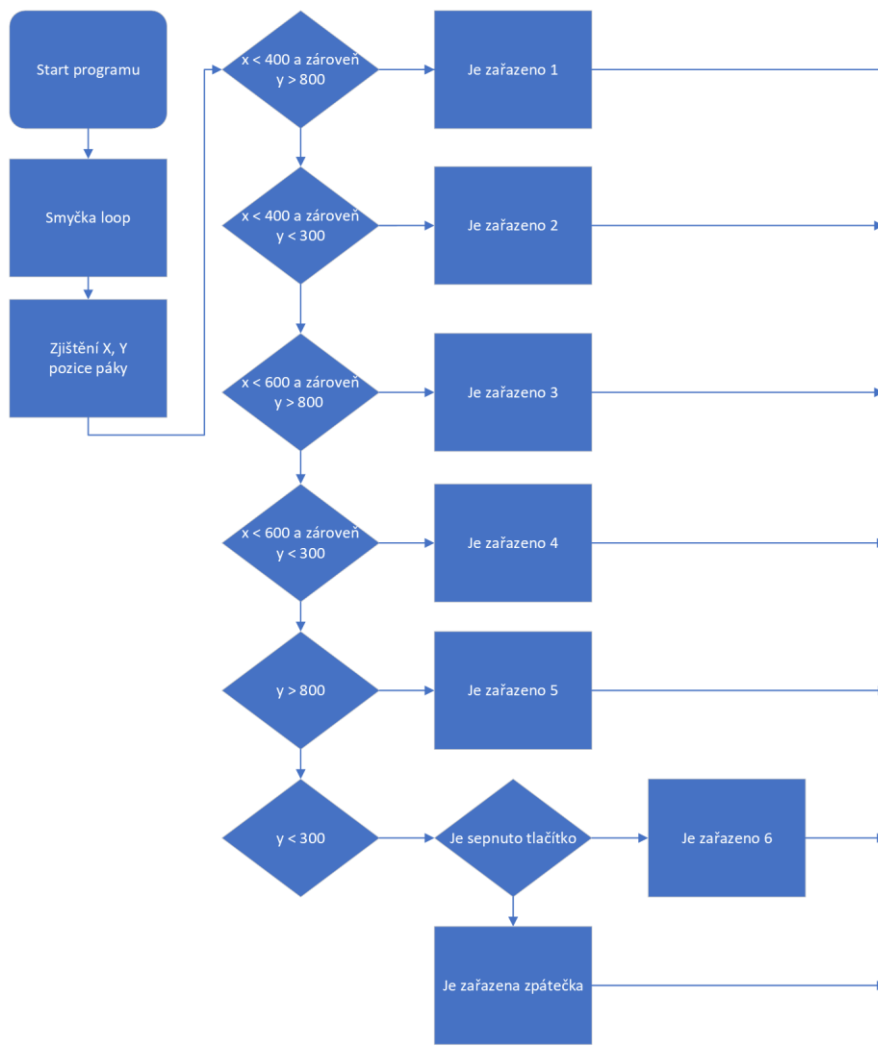 Start programu
Smyčka loop
Zjištění X, Y
pozice páky
x < 400 a zároveň
y > 800
Je zařazeno 1
x < 400 a zároveň
y < 300
Je zařazeno 2
x < 600 a zároveň
y > 800
Je zařazeno 3
x < 600 a zároveň
y < 300
Je zařazeno 4
y > 800
Je zařazeno 5
y < 300
Je sepnuto tlačítko
Je zařazeno 6
Je zařazena zpátečka